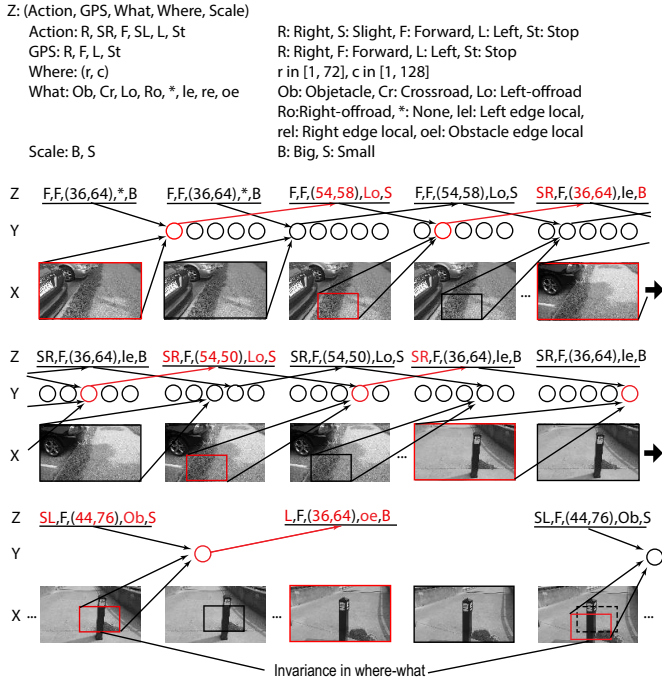 Z: (Action, GPS, What, Where, Scale)
Action: R, SR, F, SL, L, St R: Right, S: Slight, F: Forward, L: Left, St: Stop
GPS: R, F, L, St R: Right, F: Forward, L: Left, St: Stop
Where: (r, c) r in [1, 72], c in [1, 128]
What: Ob, Cr, Lo, Ro, *, le, re, oe Ob: Objetacle, Cr: Crossroad, Lo: Left-offroad
Ro:Right-offroad, *: None, lel: Left edge local,
rel: Right edge local, oel: Obstacle edge local
Scale: B, S B: Big, S: Small
Z F,F,(36,64),*,B F,F,(36,64),*,B F,F,(54,58),Lo,S F,F,(54,58),Lo,S SR,F,(36,64),le,B
Y
X ...
Z SR,F,(36,64),le,B SR,F,(54,50),Lo,S SR,F,(54,50),Lo,S SR,F,(36,64),le,B SR,F,(36,64),le,B
Y
X ...
Z SL,F,(44,76),Ob,S L,F,(36,64),oe,B SL,F,(44,76),Ob,S
Y
X ... ... ... ...
Invariance in where-what